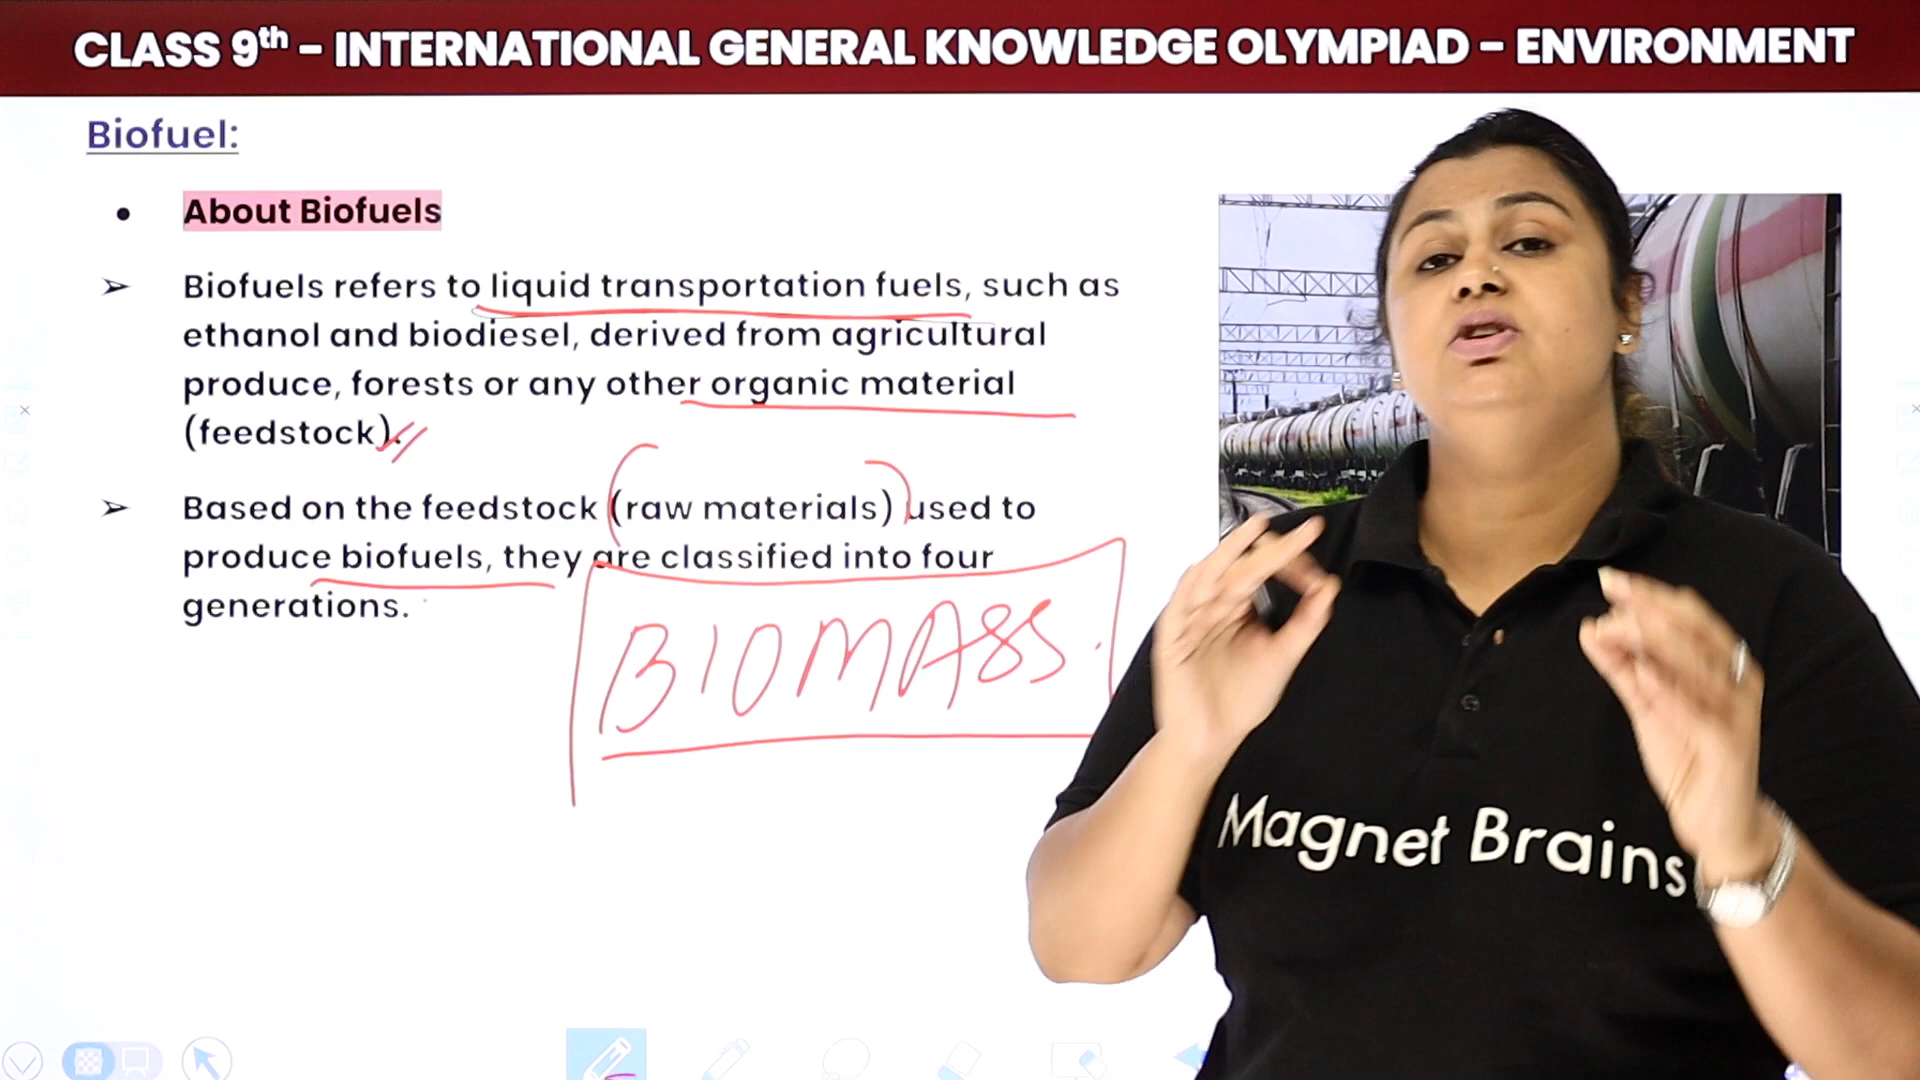 CLASS 9th – INTERNATIONAL GENERAL KNOWLEDGE OLYMPIAD – ENVIRONMENT
Biofuel:
• About Biofuels
➢ Biofuels refers to liquid transportation fuels, such as
ethanol and biodiesel, derived from agricultural
produce, forests or any other organic material
(feedstock).
➢ Based on the feedstock (raw materials) used to
produce biofuels, they are classified into four
generations.
BIOMASS.
Magnet Brains